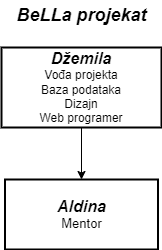 BeLLa projekat
Džemila
Vođa projekta
Baza podataka
Dizajn
Web programer
Aldina
Mentor